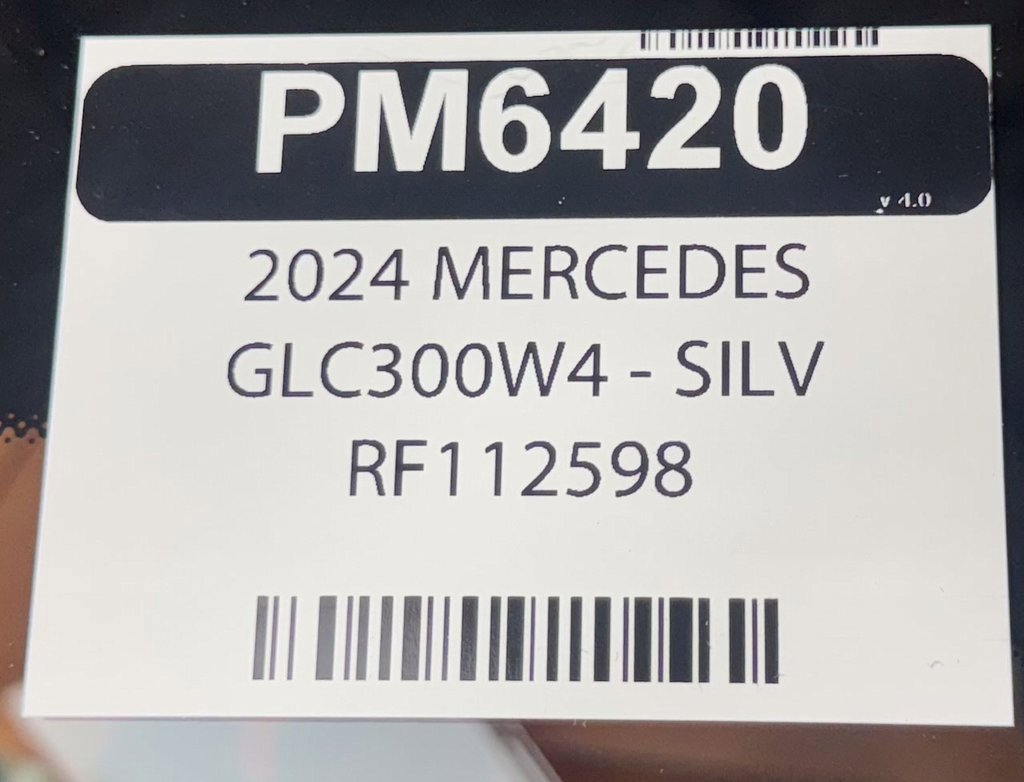 PM6420
v 4.0
2024 MERCEDES
GLC300W4 - SILV
RF112598